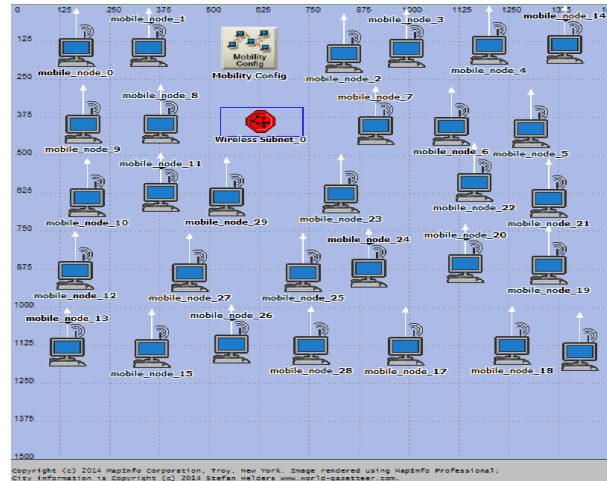 0 125 250 375 500 625 750 875 1000 1125 1250 1375
mobile_node_1
mobile_node_3
mobile_node_14
125
Mobility
Config
mobile_node_0
Mobility Config
mobile_node_2
mobile_node_4
250
mobile_node_8
mobile_node_7
375
Wireless Subnet_0
mobile_node_9
mobile_node_6
mobile_node_5
500
mobile_node_11
625
mobile_node_22
mobile_node_10
mobile_node_29
mobile_node_23
mobile_node_21
750
mobile_node_24
mobile_node_20
875
mobile_node_12
mobile_node_27
mobile_node_25
mobile_node_19
1000
mobile_node_13
mobile_node_26
1125
mobile_node_15
mobile_node_28
mobile_node_17
mobile_node_18
1250
1375
1500
Copyright (c) 2014 MapInfo Corporation, Troy, New York. Image rendered using MapInfo Professional;
City information is Copyright (c) 2014 Stefan Helders www.world-gazetteer.com.